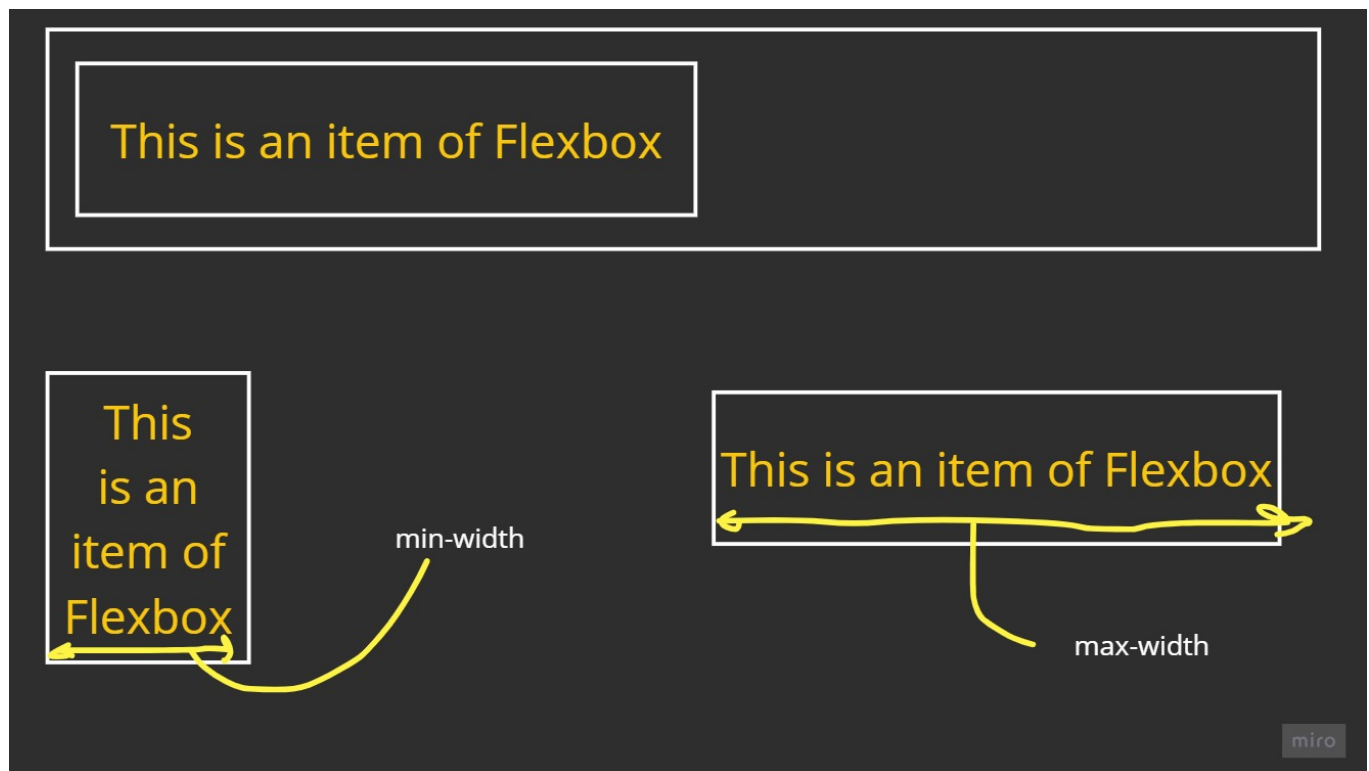 This is an item of Flexbox
This
is an
item of
Flexbox
min-width
This is an item of Flexbox
max-width
miro